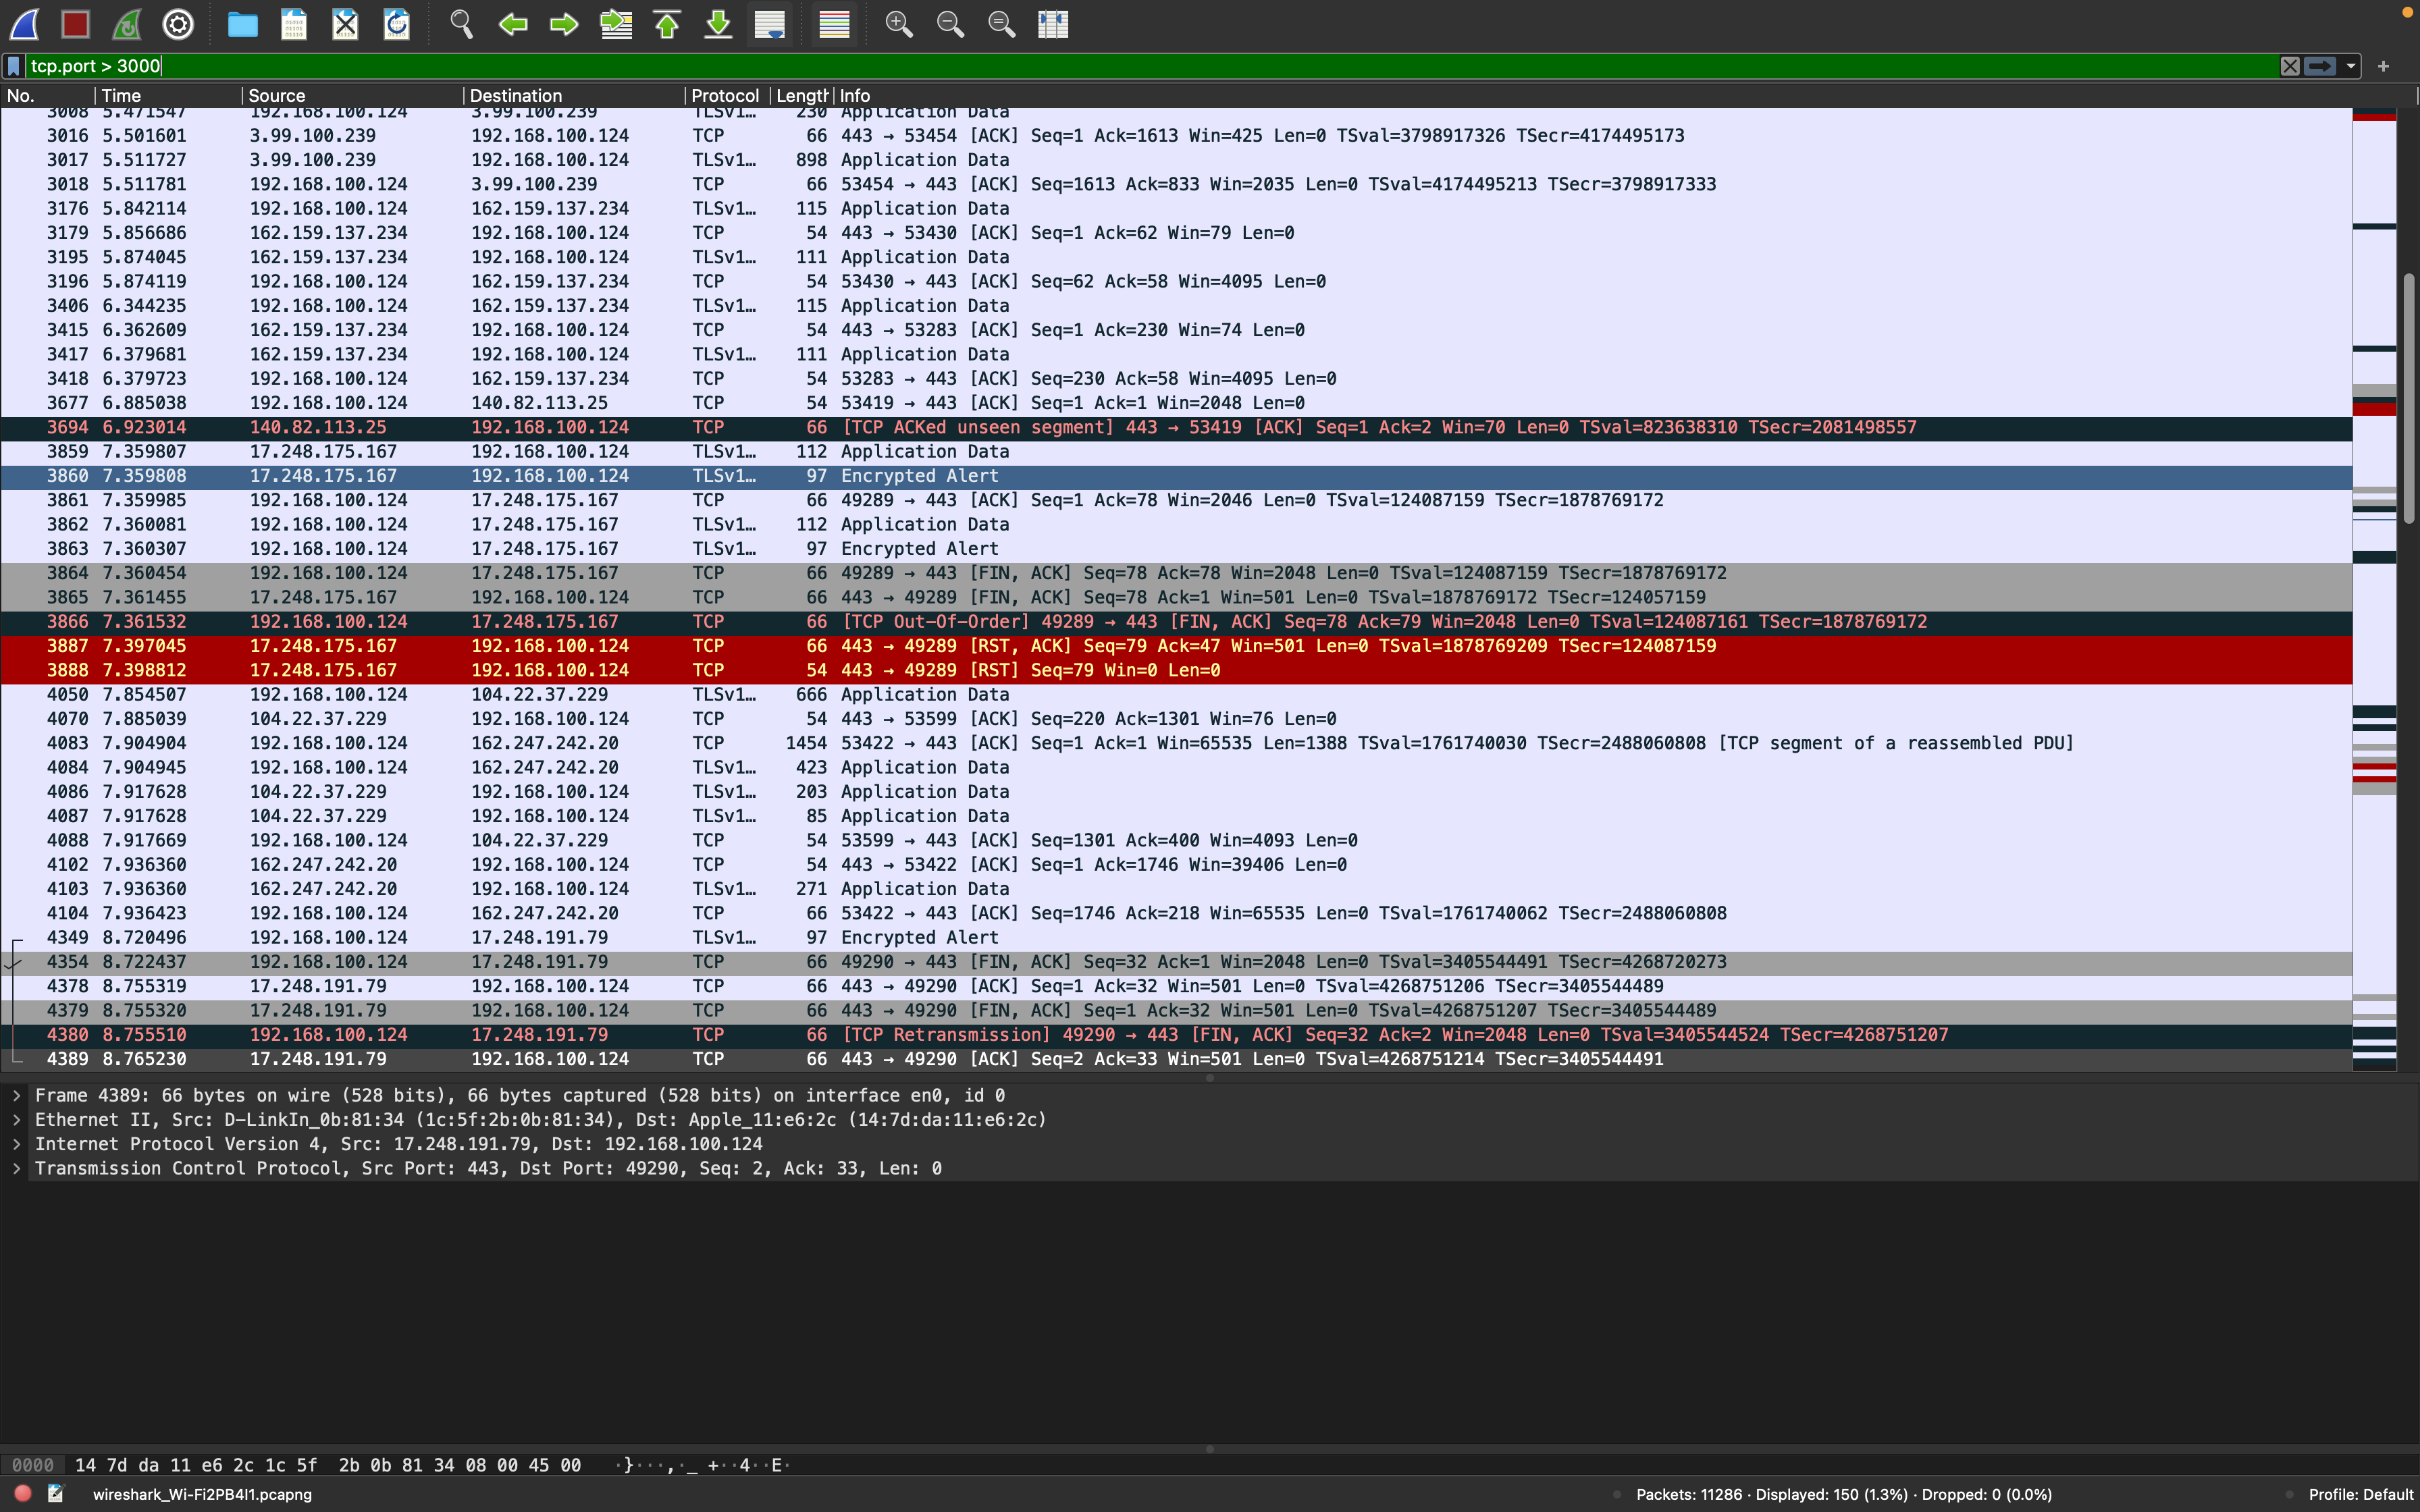 tcp.port > 3000
No. Time Source Destination Protocol Length Info
3008 5.471547 192.168.100.124 3.99.100.239 TLSv1… 230 Application Data
3016 5.501601 3.99.100.239 192.168.100.124 TCP 66 443 → 53454 [ACK] Seq=1 Ack=1613 Win=425 Len=0 TSval=3798917326 TSecr=4174495173
3017 5.511727 3.99.100.239 192.168.100.124 TLSv1… 898 Application Data
3018 5.511781 192.168.100.124 3.99.100.239 TCP 66 53454 → 443 [ACK] Seq=1613 Ack=833 Win=2035 Len=0 TSval=4174495213 TSecr=3798917333
3176 5.842114 192.168.100.124 162.159.137.234 TLSv1… 115 Application Data
3179 5.856686 162.159.137.234 192.168.100.124 TCP 54 443 → 53430 [ACK] Seq=1 Ack=62 Win=79 Len=0
3195 5.874045 162.159.137.234 192.168.100.124 TLSv1… 111 Application Data
3196 5.874119 192.168.100.124 162.159.137.234 TCP 54 53430 → 443 [ACK] Seq=62 Ack=58 Win=4095 Len=0
3406 6.344235 192.168.100.124 162.159.137.234 TLSv1… 115 Application Data
3415 6.362609 162.159.137.234 192.168.100.124 TCP 54 443 → 53283 [ACK] Seq=1 Ack=230 Win=74 Len=0
3417 6.379681 162.159.137.234 192.168.100.124 TLSv1… 111 Application Data
3418 6.379723 192.168.100.124 162.159.137.234 TCP 54 53283 → 443 [ACK] Seq=230 Ack=58 Win=4095 Len=0
3677 6.885038 192.168.100.124 140.82.113.25 TCP 54 53419 → 443 [ACK] Seq=1 Ack=1 Win=2048 Len=0
3694 6.923014 140.82.113.25 192.168.100.124 TCP 66 [TCP ACKed unseen segment] 443 → 53419 [ACK] Seq=1 Ack=2 Win=70 Len=0 TSval=823638310 TSecr=2081498557
3859 7.359807 17.248.175.167 192.168.100.124 TLSv1… 112 Application Data
3860 7.359808 17.248.175.167 192.168.100.124 TLSv1… 97 Encrypted Alert
3861 7.359985 192.168.100.124 17.248.175.167 TCP 66 49289 → 443 [ACK] Seq=1 Ack=78 Win=2046 Len=0 TSval=124087159 TSecr=1878769172
3862 7.360081 192.168.100.124 17.248.175.167 TLSv1… 112 Application Data
3863 7.360307 192.168.100.124 17.248.175.167 TLSv1… 97 Encrypted Alert
3864 7.360454 192.168.100.124 17.248.175.167 TCP 66 49289 → 443 [FIN, ACK] Seq=78 Ack=78 Win=2048 Len=0 TSval=124087159 TSecr=1878769172
3865 7.361455 17.248.175.167 192.168.100.124 TCP 66 443 → 49289 [FIN, ACK] Seq=78 Ack=1 Win=501 Len=0 TSval=1878769172 TSecr=124057159
3866 7.361532 192.168.100.124 17.248.175.167 TCP 66 [TCP Out-Of-Order] 49289 → 443 [FIN, ACK] Seq=78 Ack=79 Win=2048 Len=0 TSval=124087161 TSecr=1878769172
3887 7.397045 17.248.175.167 192.168.100.124 TCP 66 443 → 49289 [RST, ACK] Seq=79 Ack=47 Win=501 Len=0 TSval=1878769209 TSecr=124087159
3888 7.398812 17.248.175.167 192.168.100.124 TCP 54 443 → 49289 [RST] Seq=79 Win=0 Len=0
4050 7.854507 192.168.100.124 104.22.37.229 TLSv1… 666 Application Data
4070 7.885039 104.22.37.229 192.168.100.124 TCP 54 443 → 53599 [ACK] Seq=220 Ack=1301 Win=76 Len=0
4083 7.904904 192.168.100.124 162.247.242.20 TCP 1454 53422 → 443 [ACK] Seq=1 Ack=1 Win=65535 Len=1388 TSval=1761740030 TSecr=2488060808 [TCP segment of a reassembled PDU]
4084 7.904945 192.168.100.124 162.247.242.20 TLSv1… 423 Application Data
4086 7.917628 104.22.37.229 192.168.100.124 TLSv1… 203 Application Data
4087 7.917628 104.22.37.229 192.168.100.124 TLSv1… 85 Application Data
4088 7.917669 192.168.100.124 104.22.37.229 TCP 54 53599 → 443 [ACK] Seq=1301 Ack=400 Win=4093 Len=0
4102 7.936360 162.247.242.20 192.168.100.124 TCP 54 443 → 53422 [ACK] Seq=1 Ack=1746 Win=39406 Len=0
4103 7.936360 162.247.242.20 192.168.100.124 TLSv1… 271 Application Data
4104 7.936423 192.168.100.124 162.247.242.20 TCP 66 53422 → 443 [ACK] Seq=1746 Ack=218 Win=65535 Len=0 TSval=1761740062 TSecr=2488060808
4349 8.720496 192.168.100.124 17.248.191.79 TLSv1… 97 Encrypted Alert
4354 8.722437 192.168.100.124 17.248.191.79 TCP 66 49290 → 443 [FIN, ACK] Seq=32 Ack=1 Win=2048 Len=0 TSval=3405544491 TSecr=4268720273
4378 8.755319 17.248.191.79 192.168.100.124 TCP 66 443 → 49290 [ACK] Seq=1 Ack=32 Win=501 Len=0 TSval=4268751206 TSecr=3405544489
4379 8.755320 17.248.191.79 192.168.100.124 TCP 66 443 → 49290 [FIN, ACK] Seq=1 Ack=32 Win=501 Len=0 TSval=4268751207 TSecr=3405544489
4380 8.755510 192.168.100.124 17.248.191.79 TCP 66 [TCP Retransmission] 49290 → 443 [FIN, ACK] Seq=32 Ack=2 Win=2048 Len=0 TSval=3405544524 TSecr=4268751207
4389 8.765230 17.248.191.79 192.168.100.124 TCP 66 443 → 49290 [ACK] Seq=2 Ack=33 Win=501 Len=0 TSval=4268751214 TSecr=3405544491
Frame 4389: 66 bytes on wire (528 bits), 66 bytes captured (528 bits) on interface en0, id 0
Ethernet II, Src: D-LinkIn_0b:81:34 (1c:5f:2b:0b:81:34), Dst: Apple_11:e6:2c (14:7d:da:11:e6:2c)
Internet Protocol Version 4, Src: 17.248.191.79, Dst: 192.168.100.124
Transmission Control Protocol, Src Port: 443, Dst Port: 49290, Seq: 2, Ack: 33, Len: 0
0000 14 7d da 11 e6 2c 1c 5f 2b 0b 81 34 08 00 45 00 ·}···,·_ +··4··E·
wireshark_Wi-Fi2PB4I1.pcapng Packets: 11286 · Displayed: 150 (1.3%) · Dropped: 0 (0.0%) Profile: Default